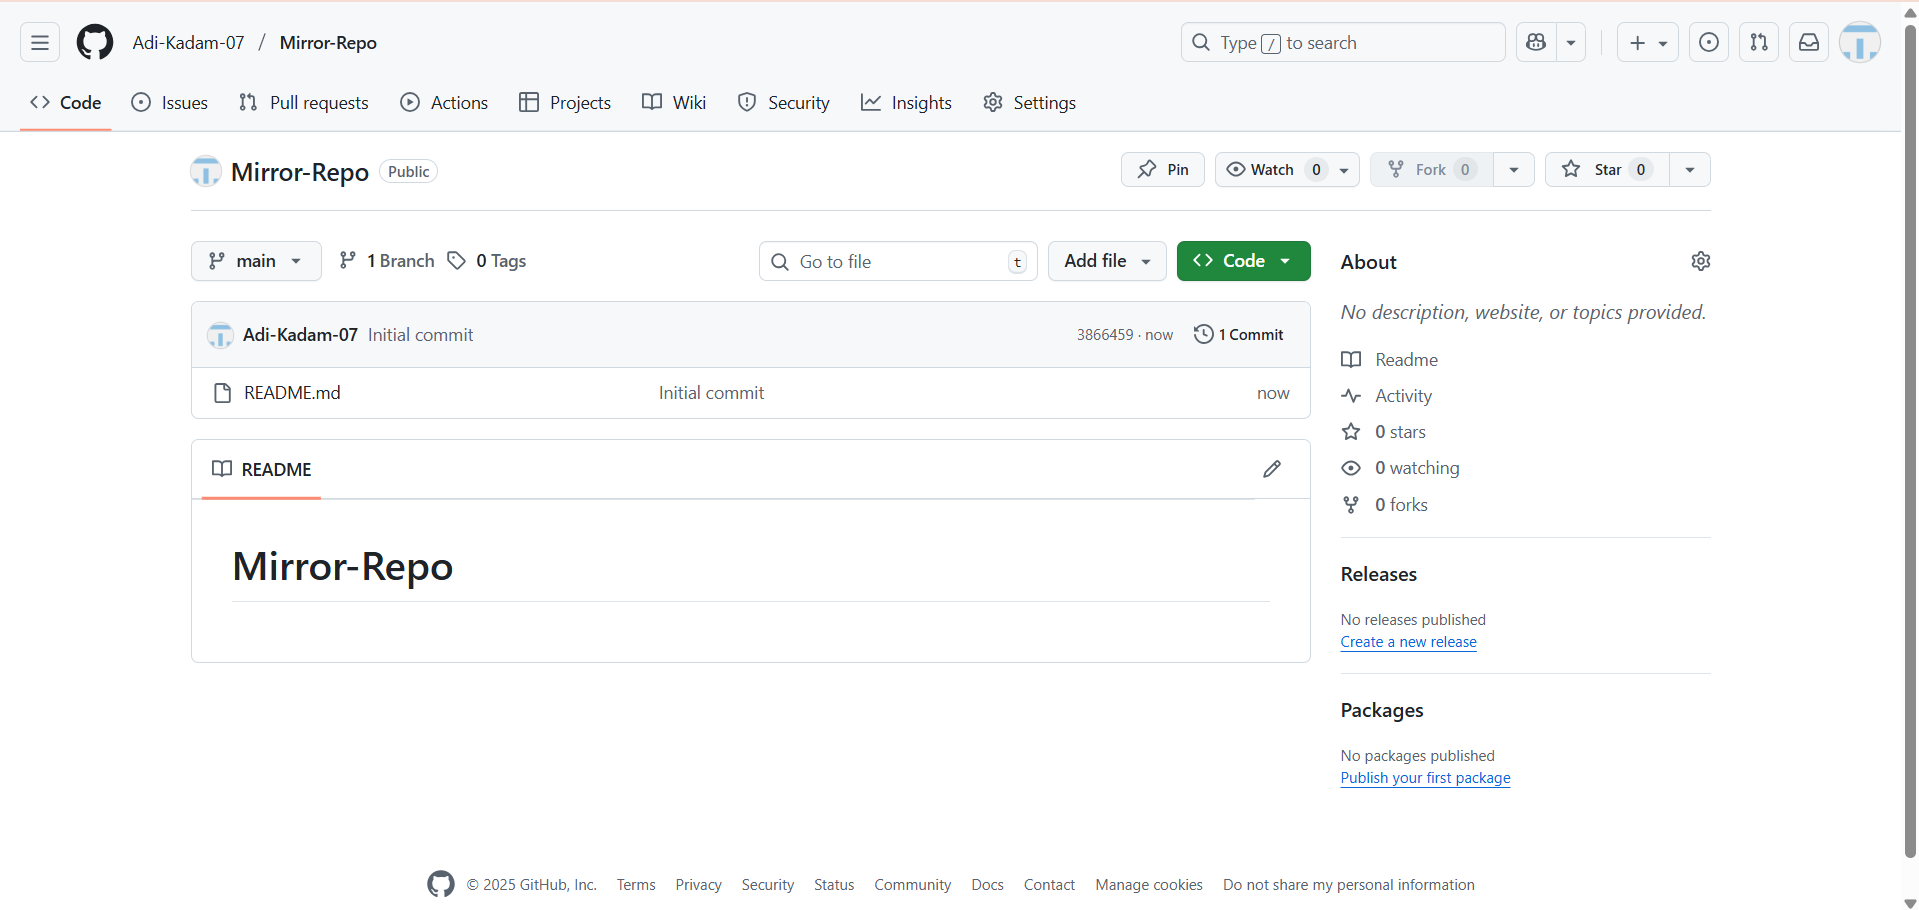 Adi-Kadam-07 / Mirror-Repo
Type / to search
Code Issues Pull requests Actions Projects Wiki Security Insights Settings
Mirror-Repo Public
Pin Watch 0 Fork 0 Star 0
main 1 Branch 0 Tags Go to file t Add file Code
Adi-Kadam-07 Initial commit 3866459 · now 1 Commit
README.md Initial commit now
README
Mirror-Repo
About
No description, website, or topics provided.
Readme
Activity
0 stars
0 watching
0 forks
Releases
No releases published
Create a new release
Packages
No packages published
Publish your first package
© 2025 GitHub, Inc. Terms Privacy Security Status Community Docs Contact Manage cookies Do not share my personal information